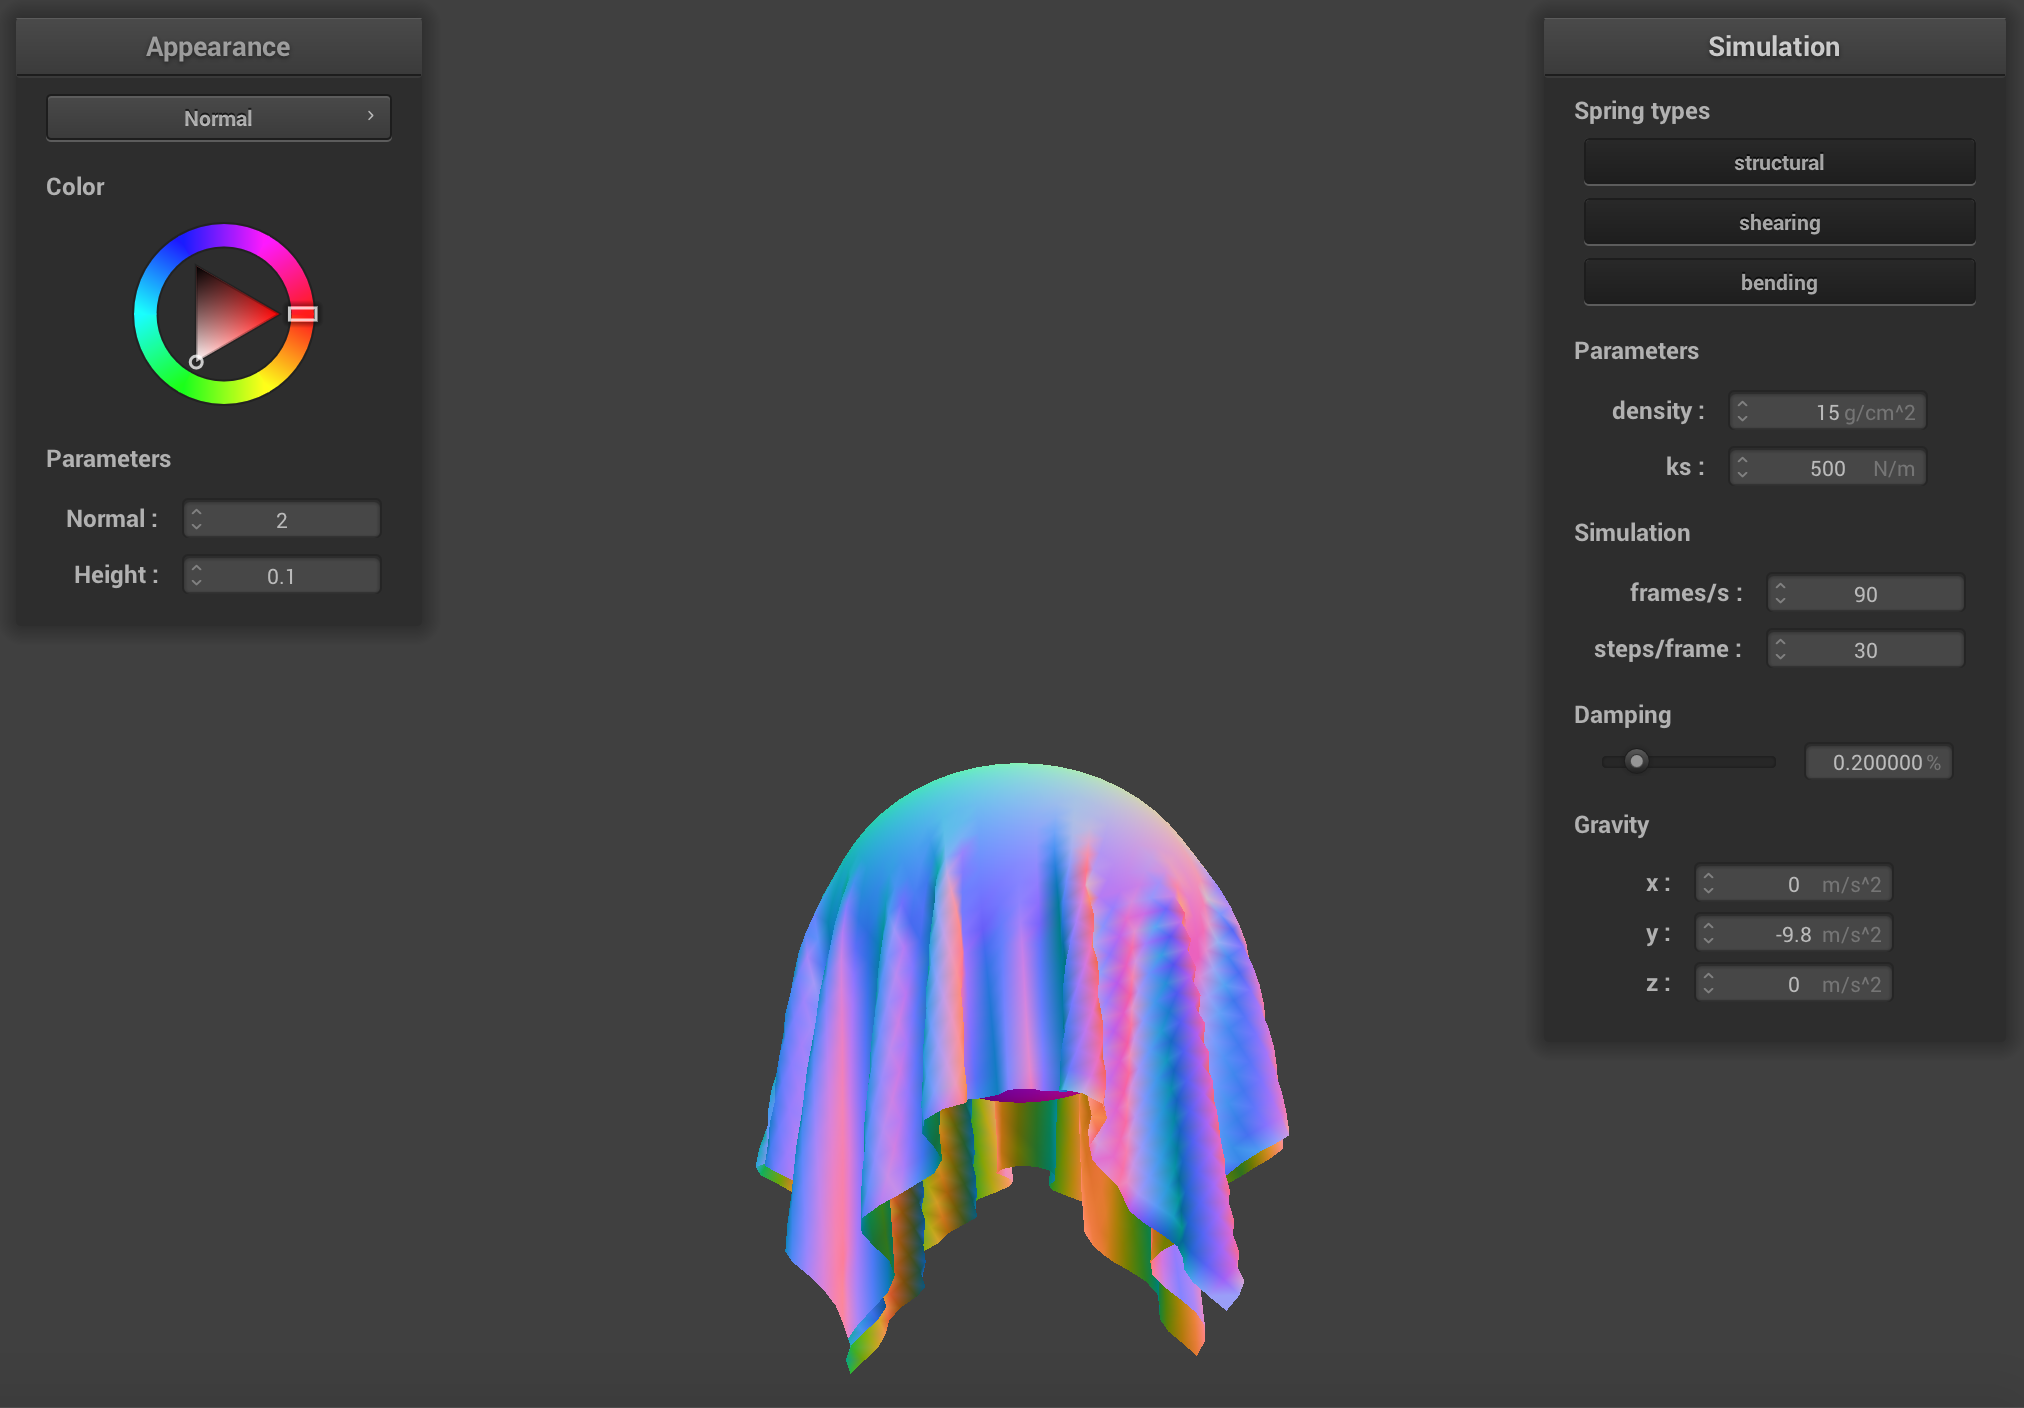 Appearance
Normal
Color
Parameters
Normal : 2
Height : 0.1
Simulation
Spring types
structural
shearing
bending
Parameters
density : 15 g/cm^2
ks : 500 N/m
Simulation
frames/s : 90
steps/frame : 30
Damping
0.200000 %
Gravity
x : 0 m/s^2
y : -9.8 m/s^2
z : 0 m/s^2